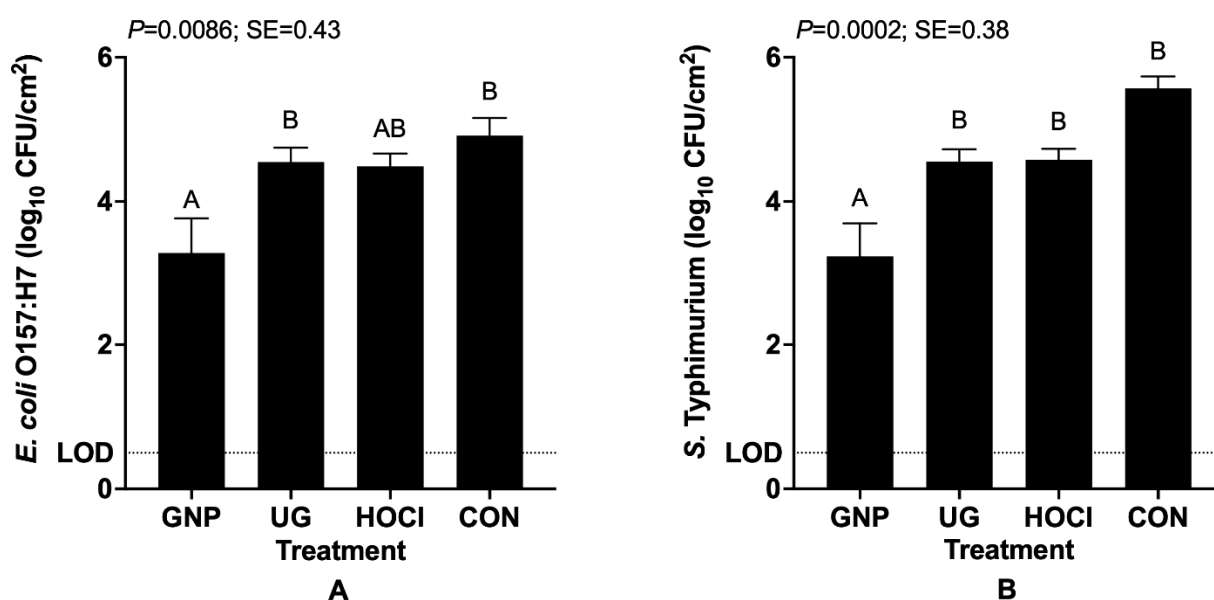 P=0.0086; SE=0.43
E. coli O157:H7 (log10 CFU/cm2)
6
4
2
LOD
0
A
B
AB
B
GNP UG HOCl CON
Treatment
A
P=0.0002; SE=0.38
S. Typhimurium (log10 CFU/cm2)
6
4
2
LOD
0
A
B
B
B
GNP UG HOCl CON
Treatment
B